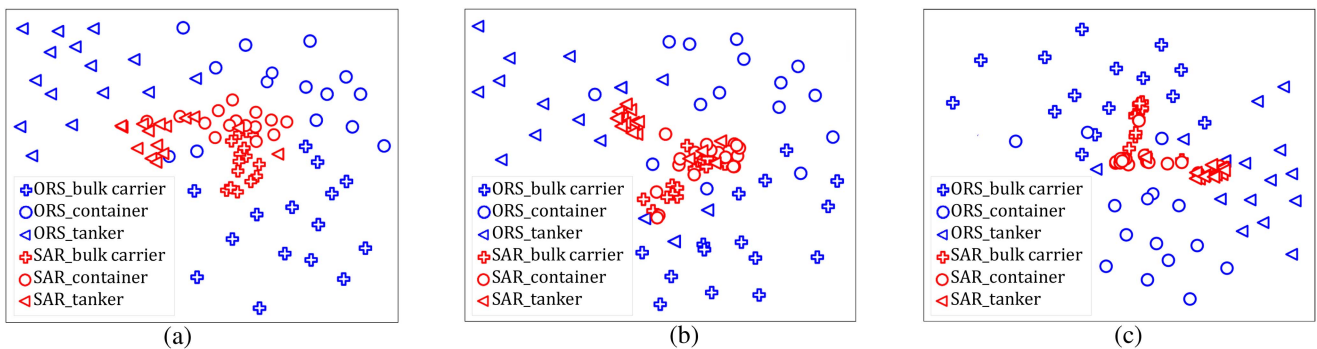 ORS_bulk carrier
ORS_container
ORS_tanker
SAR_bulk carrier
SAR_container
SAR_tanker
(a)
ORS_bulk carrier
ORS_container
ORS_tanker
SAR_bulk carrier
SAR_container
SAR_tanker
(b)
ORS_bulk carrier
ORS_container
ORS_tanker
SAR_bulk carrier
SAR_container
SAR_tanker
(c)